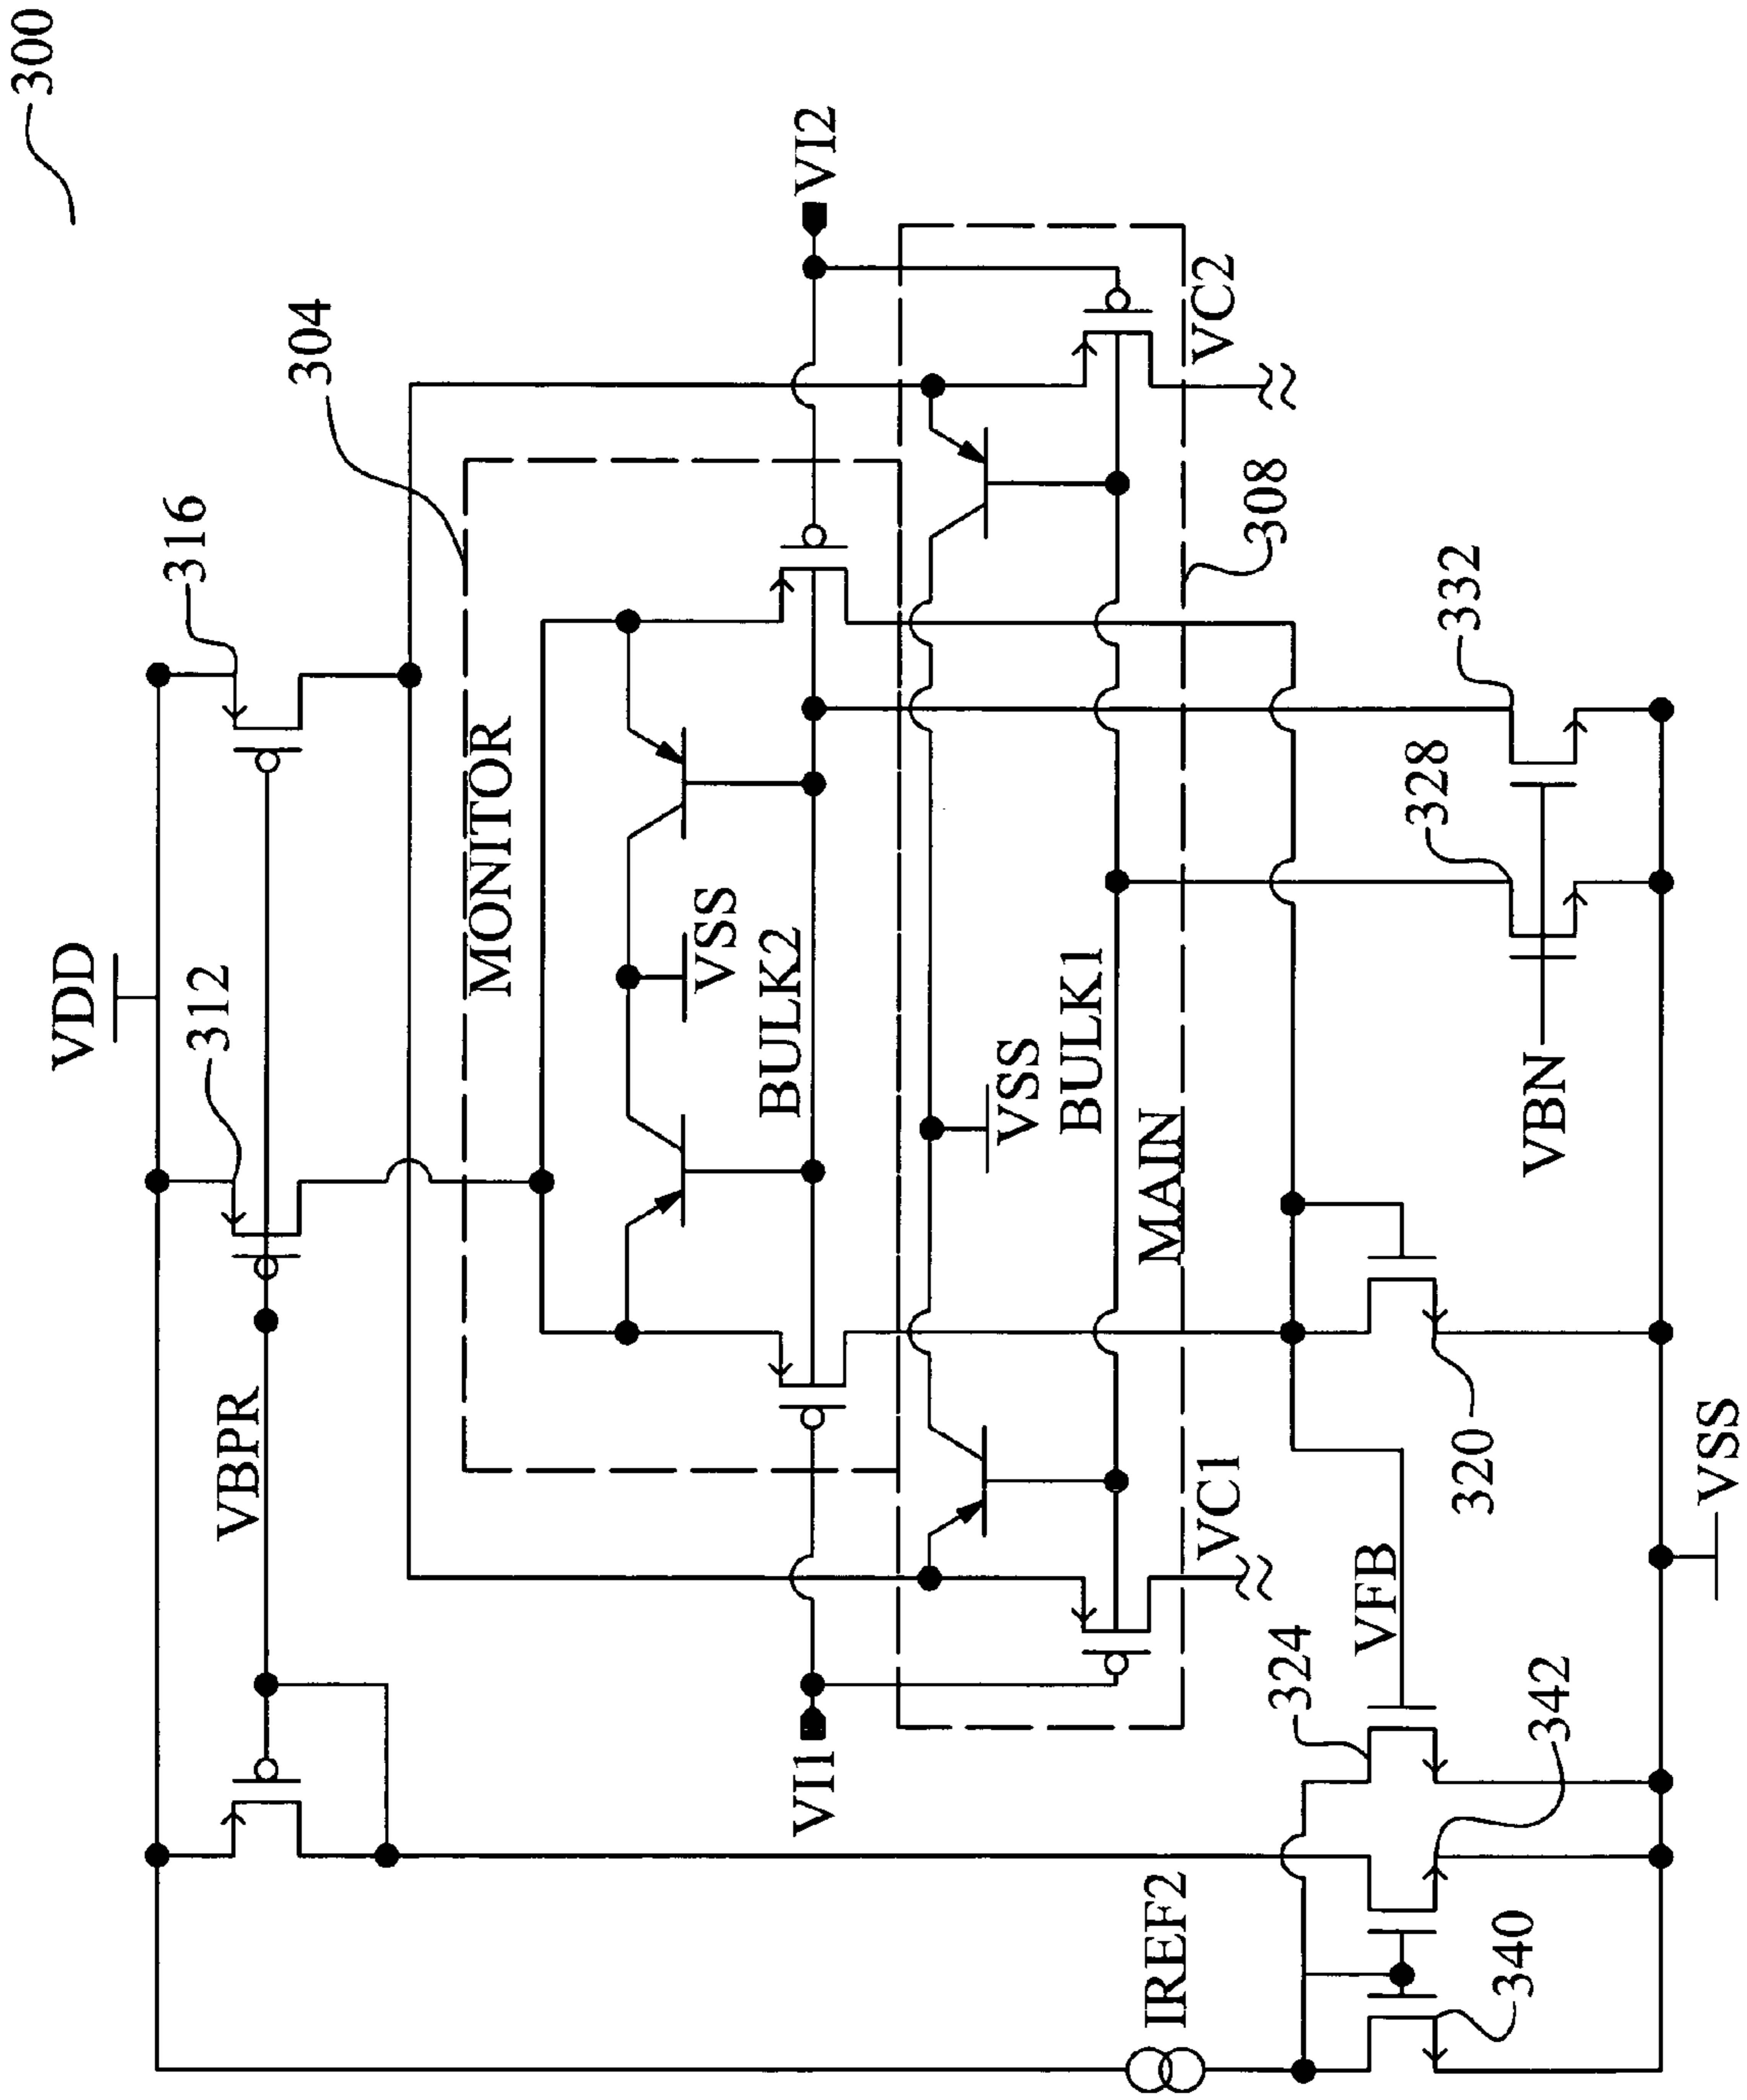 300
VDD
316
312
304
VBPR
MONITOR
VSS
BULK2
VI1
VI2
VSS
BULK1
MAIN
VC1
VC2
308
IREF2
VFB
324
342
340
320
VBN
328
332
VSS